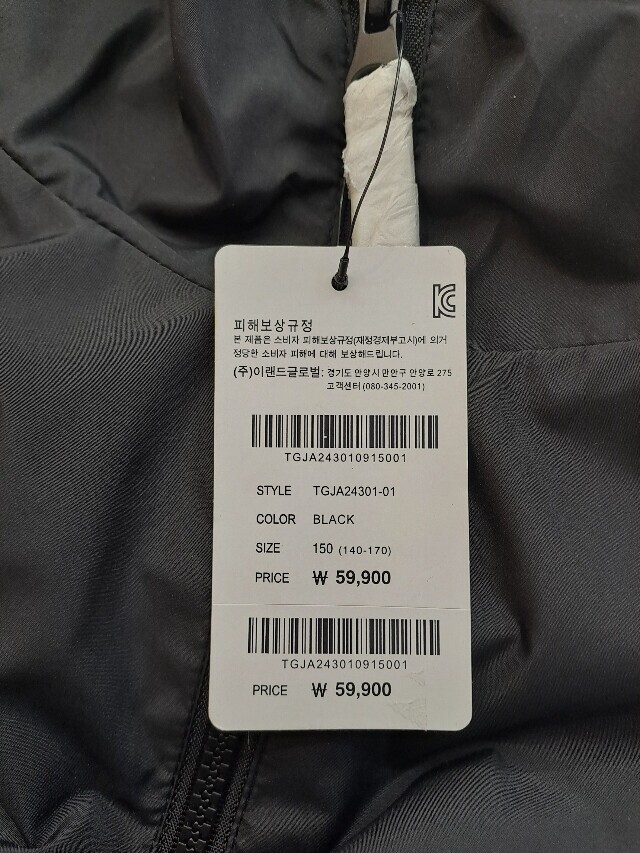 피해보상규정
본 제품은 소비자 피해보상규정(재정경제부고시)에 의거
정당한 소비자 피해에 대해 보상해드립니다.
(주)이랜드글로벌: 경기도 안양시 만안구 안양로 275
고객센터 (080-345-2001)
TGJA243010915001
STYLE TGJA24301-01
COLOR BLACK
SIZE 150 (140-170)
PRICE ₩ 59,900
TGJA243010915001
PRICE ₩ 59,900